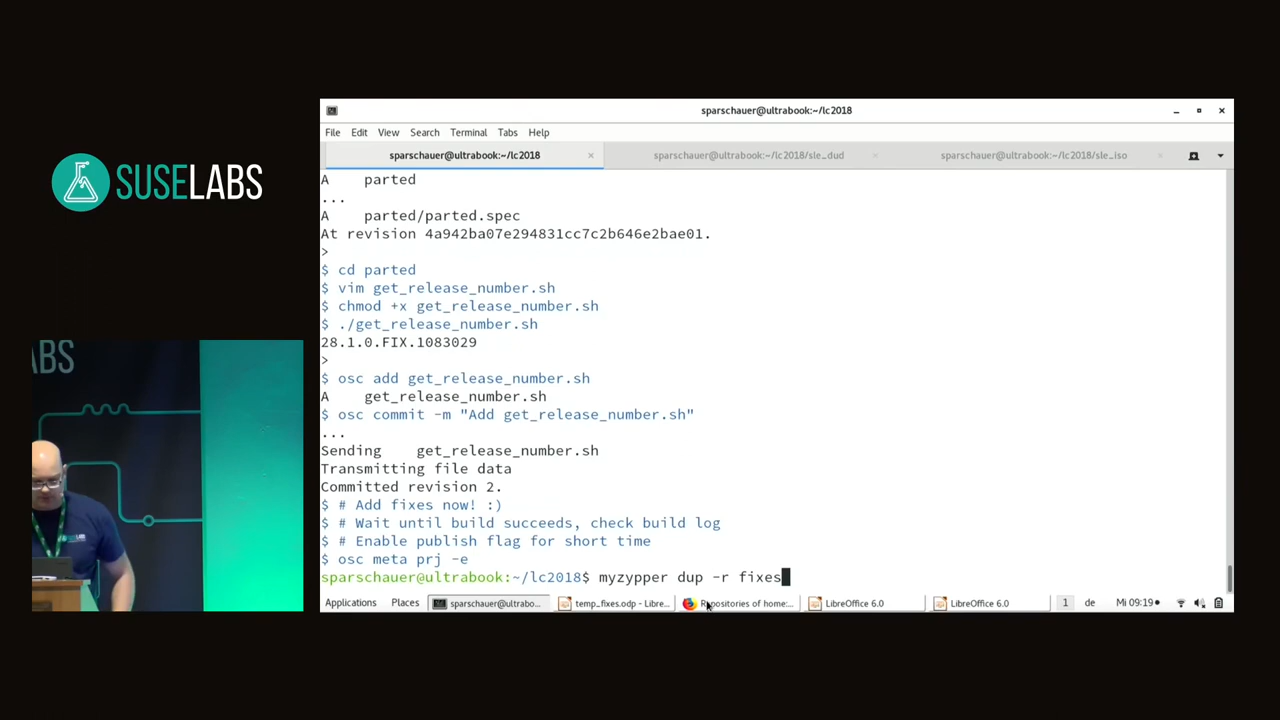 SUSELABS
ABS
sparschauer@ultrabook:~/lc2018
File Edit View Search Terminal Tabs Help
sparschauer@ultrabook:~/lc2018
sparschauer@ultrabook:~/lc2018/sle_dud
sparschauer@ultrabook:~/lc2018/sle_iso
A    parted
...
A    parted/parted.spec
At revision 4a942ba07e294831cc7c2b646e2bae01.
>
$ cd parted
$ vim get_release_number.sh
$ chmod +x get_release_number.sh
$ ./get_release_number.sh
28.1.0.FIX.1083029
>
$ osc add get_release_number.sh
A    get_release_number.sh
$ osc commit -m "Add get_release_number.sh"
...
Sending    get_release_number.sh
Transmitting file data
Committed revision 2.
$ # Add fixes now! :)
$ # Wait until build succeeds, check build log
$ # Enable publish flag for short time
$ osc meta prj -e
sparschauer@ultrabook:~/lc2018$ myzypper dup -r fixes
Applications Places sparschauer@ultrabo... temp_fixes.odp - Libre... Repositories of home:... LibreOffice 6.0 LibreOffice 6.0 1 de Mi 09:19